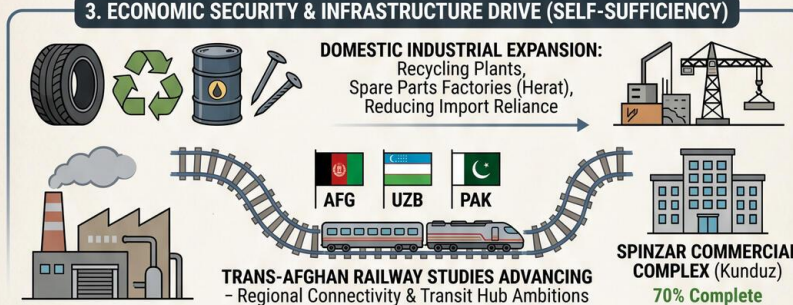 3. ECONOMIC SECURITY & INFRASTRUCTURE DRIVE (SELF-SUFFICIENCY)
DOMESTIC INDUSTRIAL EXPANSION:
Recycling Plants,
Spare Parts Factories (Herat),
Reducing Import Reliance
AFG
UZB
PAK
TRANS-AFGHAN RAILWAY STUDIES ADVANCING
– Regional Connectivity & Transit Hub Ambitions
SPINZAR COMMERCIAL
COMPLEX (Kunduz)
70% Complete